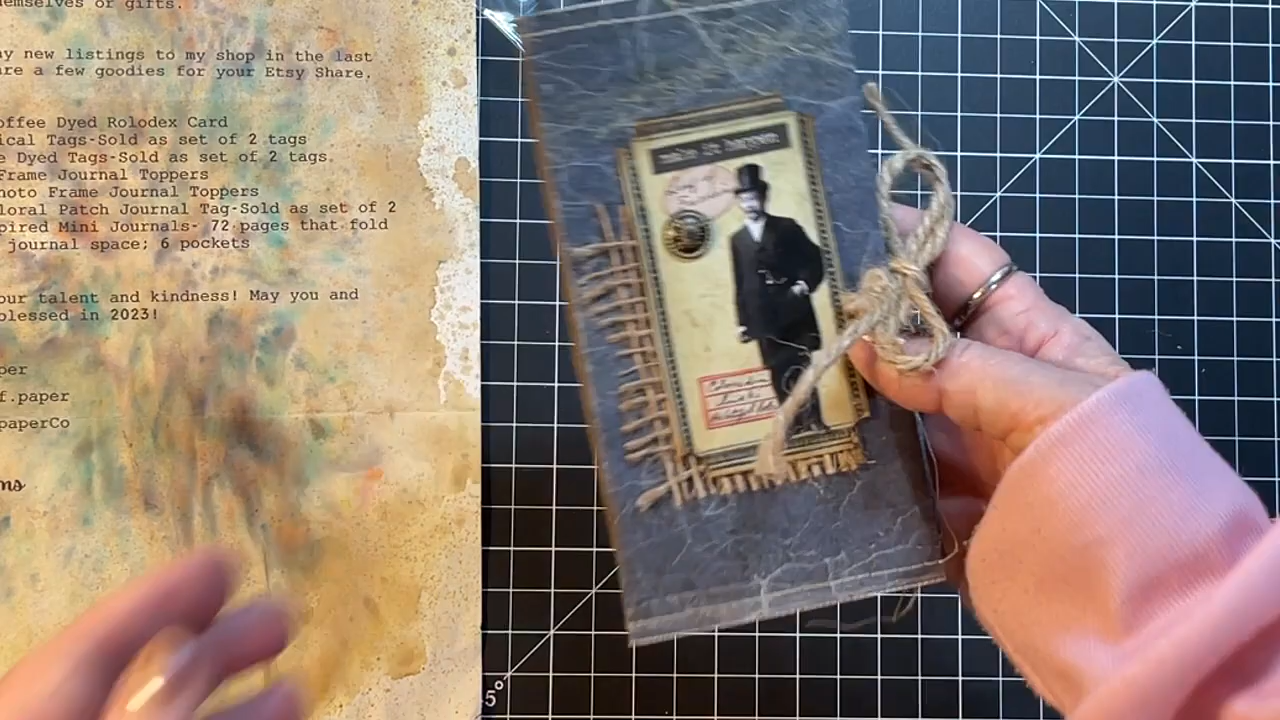 hemselves or gifts.
ny new listings to my shop in the last
are a few goodies for your Etsy Share.
offee Dyed Rolodex Card
ical Tags-Sold as set of 2 tags
e Dyed Tags-Sold as set of 2 tags.
Frame Journal Toppers
hoto Frame Journal Toppers
loral Patch Journal Tag-Sold as set of 2
pired Mini Journals- 72 pages that fold
journal space; 6 pockets
our talent and kindness! May you and
blessed in 2023!
per
f.paper
paperCo
ms
5°